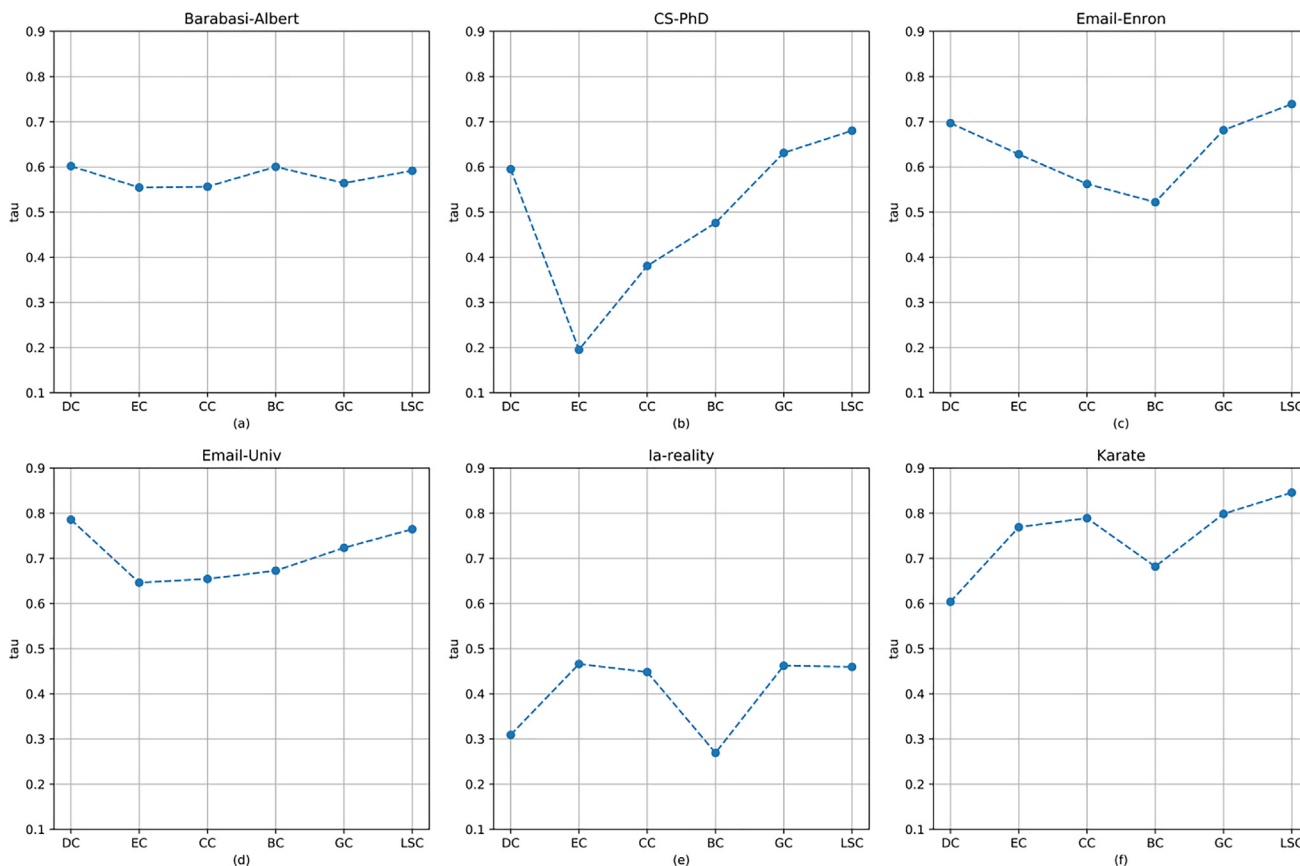 Barabasi-Albert
0.9
0.8
0.7
0.6
0.5
0.4
0.3
0.2
0.1
tau
DC EC CC BC GC LSC
(a)
CS-PhD
0.9
0.8
0.7
0.6
0.5
0.4
0.3
0.2
0.1
tau
DC EC CC BC GC LSC
(b)
Email-Enron
0.9
0.8
0.7
0.6
0.5
0.4
0.3
0.2
0.1
tau
DC EC CC BC GC LSC
(c)
Email-Univ
0.9
0.8
0.7
0.6
0.5
0.4
0.3
0.2
0.1
tau
DC EC CC BC GC LSC
(d)
Ia-reality
0.9
0.8
0.7
0.6
0.5
0.4
0.3
0.2
0.1
tau
DC EC CC BC GC LSC
(e)
Karate
0.9
0.8
0.7
0.6
0.5
0.4
0.3
0.2
0.1
tau
DC EC CC BC GC LSC
(f)